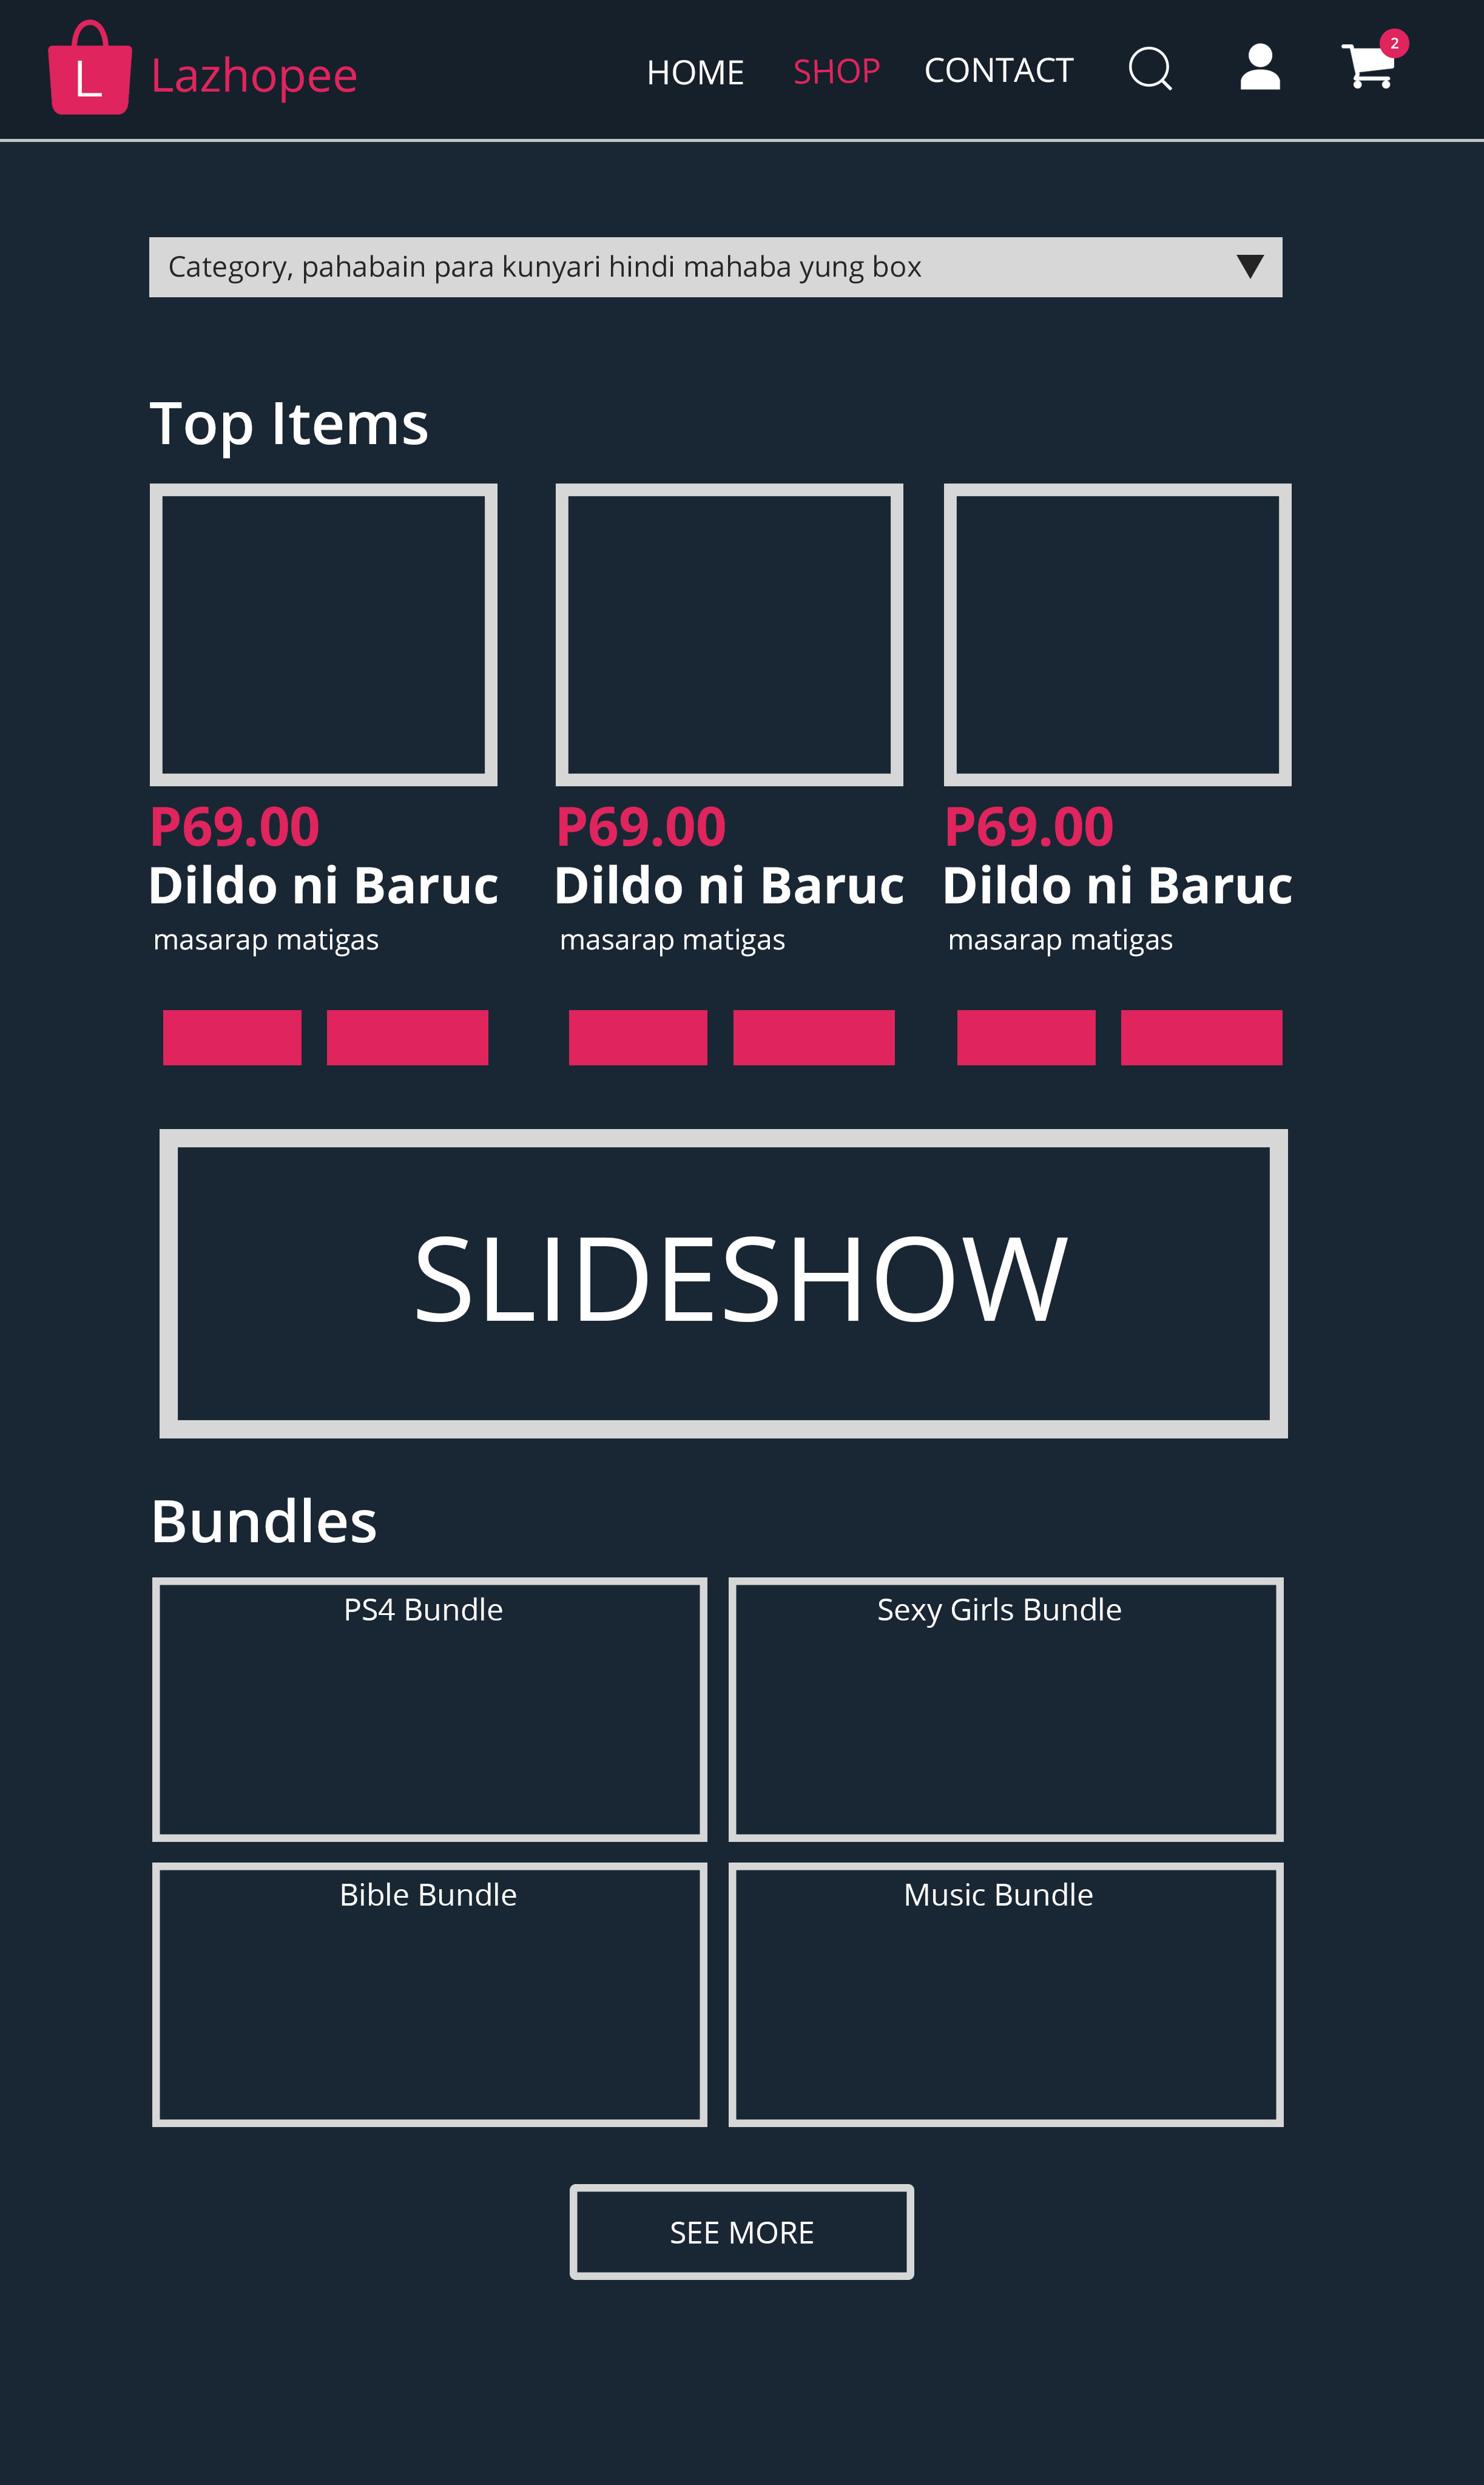 L
Lazhopee
HOME
SHOP
CONTACT
2
Category, pahabain para kunyari hindi mahaba yung box
Top Items
P69.00
Dildo ni Baruc
masarap matigas
P69.00
Dildo ni Baruc
masarap matigas
P69.00
Dildo ni Baruc
masarap matigas
SLIDESHOW
Bundles
PS4 Bundle
Sexy Girls Bundle
Bible Bundle
Music Bundle
SEE MORE